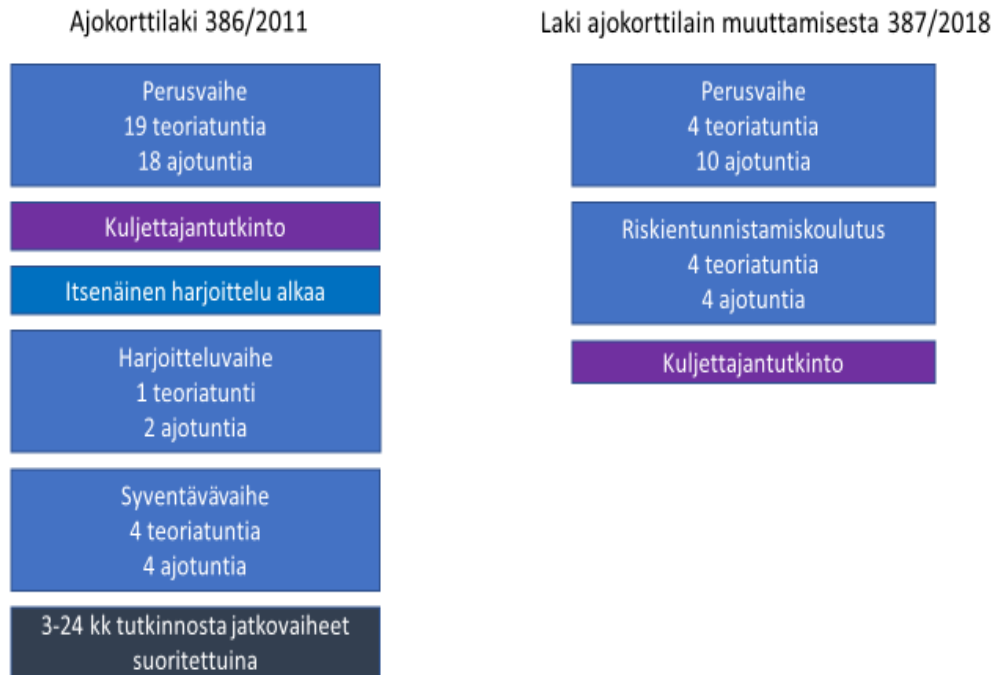 Ajokorttilaki 386/2011
Perusvaihe
19 teoriatuntia
18 ajotuntia
Kuljettajantutkinto
Itsenäinen harjoittelu alkaa
Harjoitteluvaihe
1 teoriatunti
2 ajotuntia
Syventävävaihe
4 teoriatuntia
4 ajotuntia
3-24 kk tutkinnosta jatkovaiheet
suoritettuina
Laki ajokorttilain muuttamisesta 387/2018
Perusvaihe
4 teoriatuntia
10 ajotuntia
Riskientunnistamiskoulutus
4 teoriatuntia
4 ajotuntia
Kuljettajantutkinto